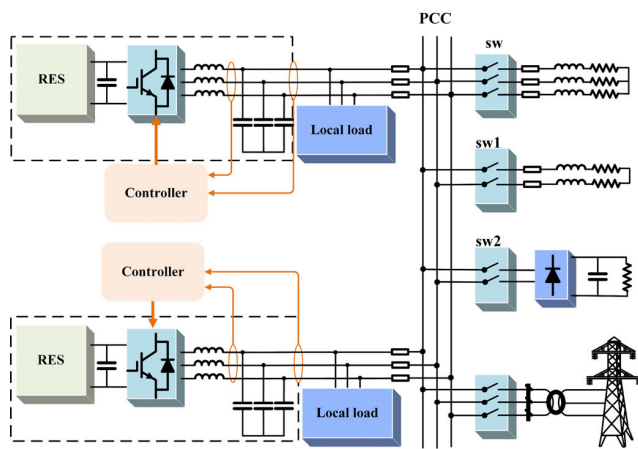 PCC
sw
RES
Local load
Controller
sw1
sw2
Controller
RES
Local load